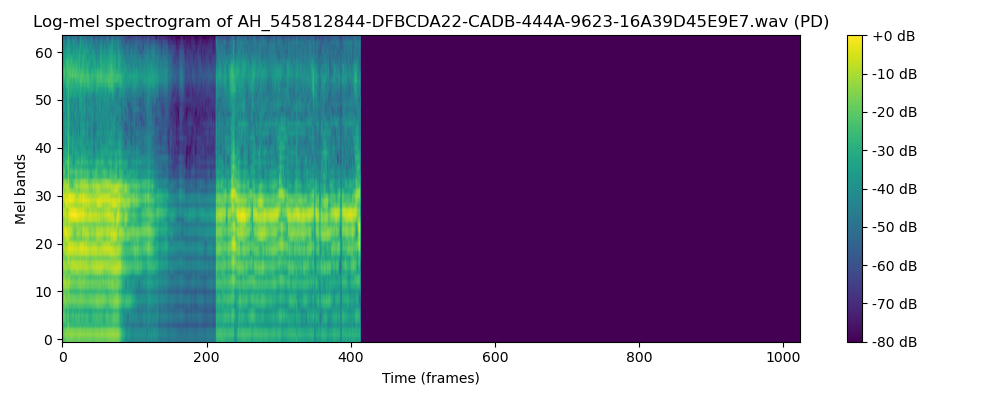 Log-mel spectrogram of AH_545812844-DFBCDA22-CADB-444A-9623-16A39D45E9E7.wav (PD)
Mel bands
60
50
40
30
20
10
0
0 200 400 600 800 1000
Time (frames)
+0 dB
-10 dB
-20 dB
-30 dB
-40 dB
-50 dB
-60 dB
-70 dB
-80 dB